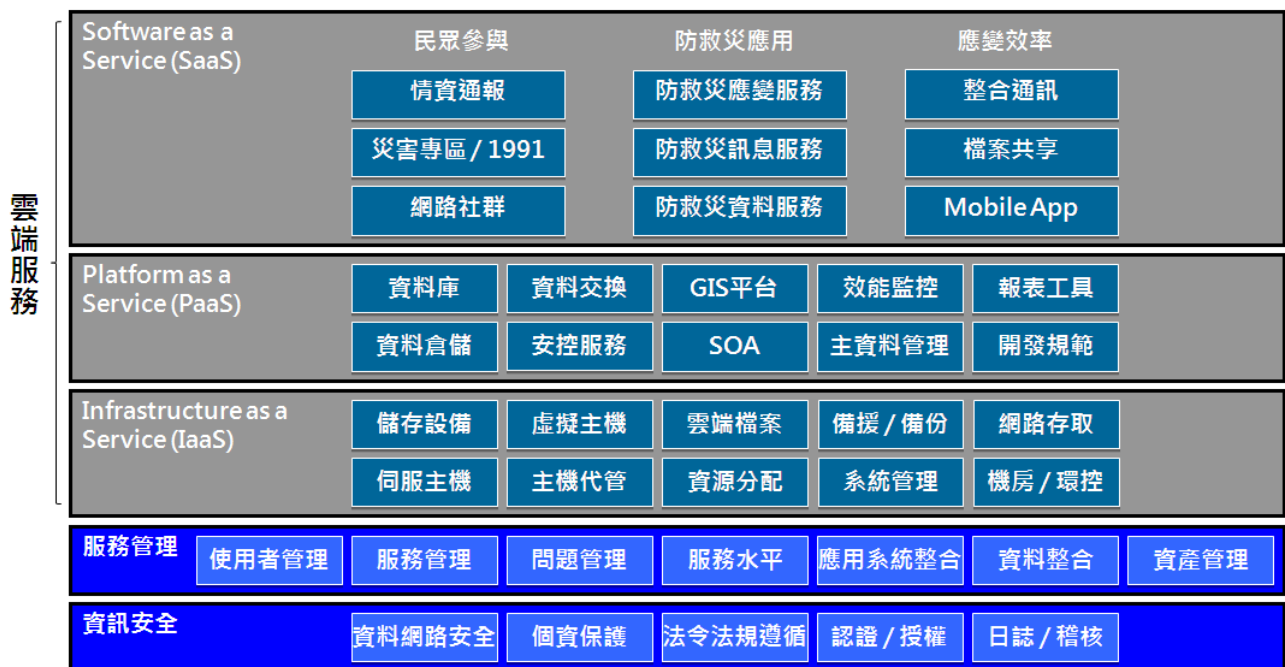 雲端服務
Software as a
Service (SaaS)
民眾參與
防救災應用
應變效率
情資通報
防救災應變服務
整合通訊
災害專區 / 1991
防救災訊息服務
檔案共享
網路社群
防救災資料服務
Mobile App
Platform as a
Service (PaaS)
資料庫
資料交換
GIS平台
效能監控
報表工具
資料倉儲
安控服務
SOA
主資料管理
開發規範
Infrastructure as a
Service (IaaS)
儲存設備
虛擬主機
雲端檔案
備援 / 備份
網路存取
伺服主機
主機代管
資源分配
系統管理
機房 / 環控
服務管理
使用者管理
服務管理
問題管理
服務水平
應用系統整合
資料整合
資產管理
資訊安全
資料網路安全
個資保護
法令法規遵循
認證 / 授權
日誌 / 稽核